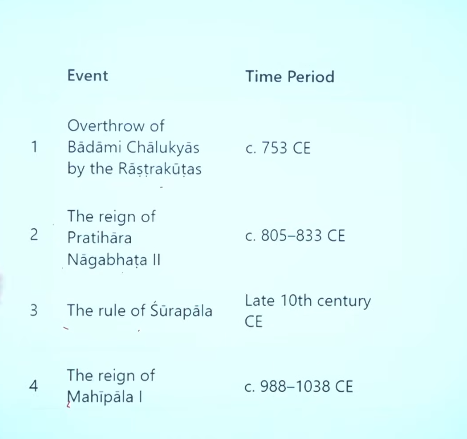 Event Time Period
Overthrow of
1 Bādāmi Chālukyās c. 753 CE
by the Rāṣṭrakūṭas
The reign of
2 Pratihāra c. 805–833 CE
Nāgabhaṭa II
3 The rule of Śūrapāla Late 10th century
CE
The reign of
4 Mahīpāla I c. 988–1038 CE